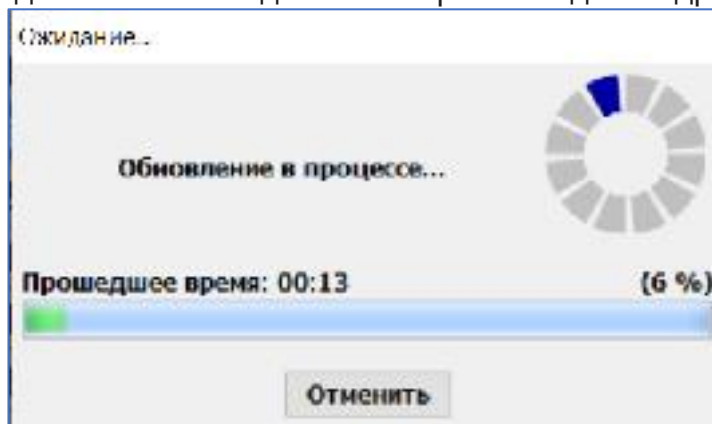 Ожидание...
Обновление в процессе...
Прошедшее время: 00:13 (6 %)
Отменить